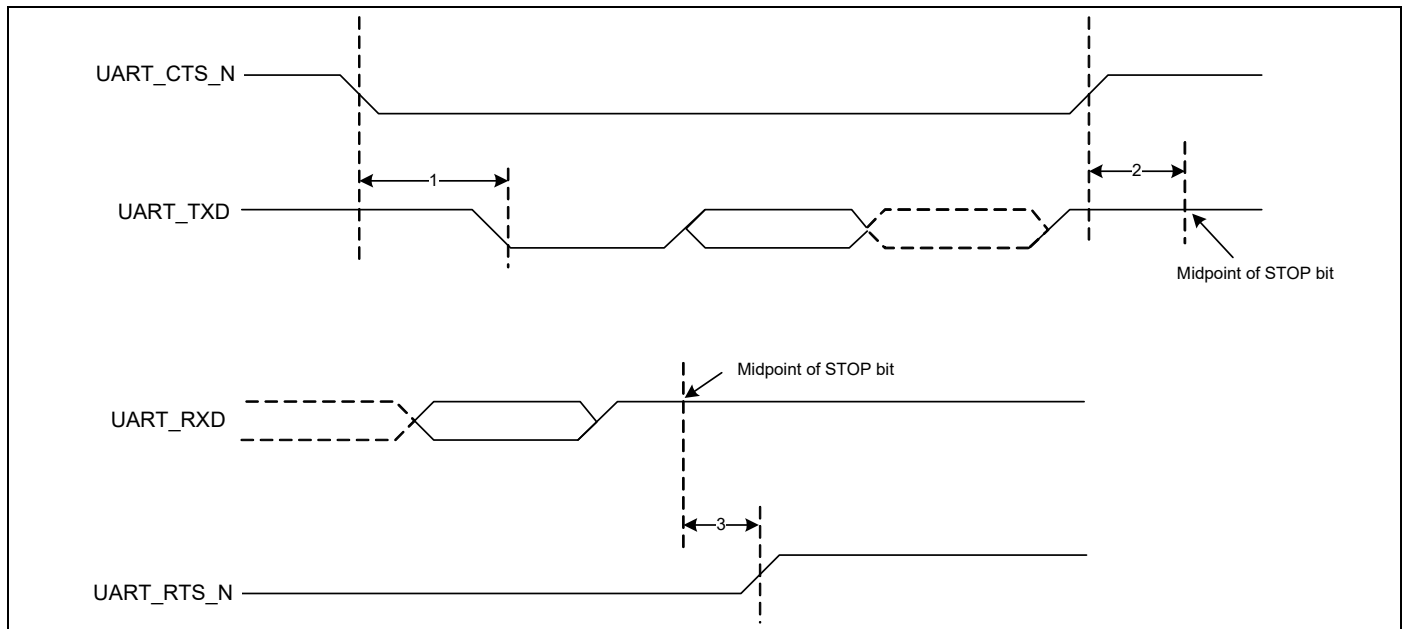 UART_CTS_N
1
2
UART_TXD
Midpoint of STOP bit
Midpoint of STOP bit
UART_RXD
3
UART_RTS_N